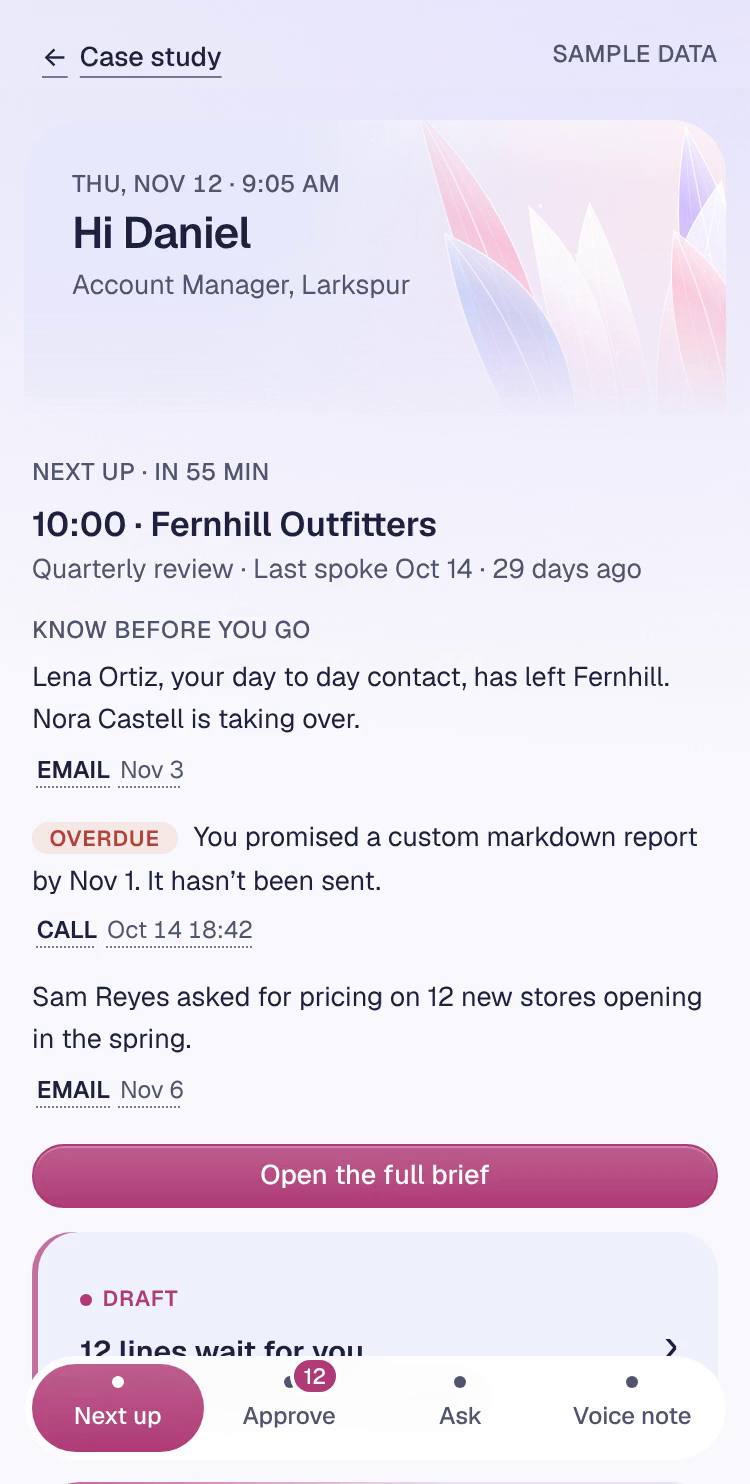 ← Case study
SAMPLE DATA
THU, NOV 12 · 9:05 AM
Hi Daniel
Account Manager, Larkspur
NEXT UP · IN 55 MIN
10:00 · Fernhill Outfitters
Quarterly review · Last spoke Oct 14 · 29 days ago
KNOW BEFORE YOU GO
Lena Ortiz, your day to day contact, has left Fernhill.
Nora Castell is taking over.
EMAIL Nov 3
OVERDUE You promised a custom markdown report
by Nov 1. It hasn’t been sent.
CALL Oct 14 18:42
Sam Reyes asked for pricing on 12 new stores opening
in the spring.
EMAIL Nov 6
Open the full brief
DRAFT
12 lines wait for you
12
Next up
Approve
Ask
Voice note